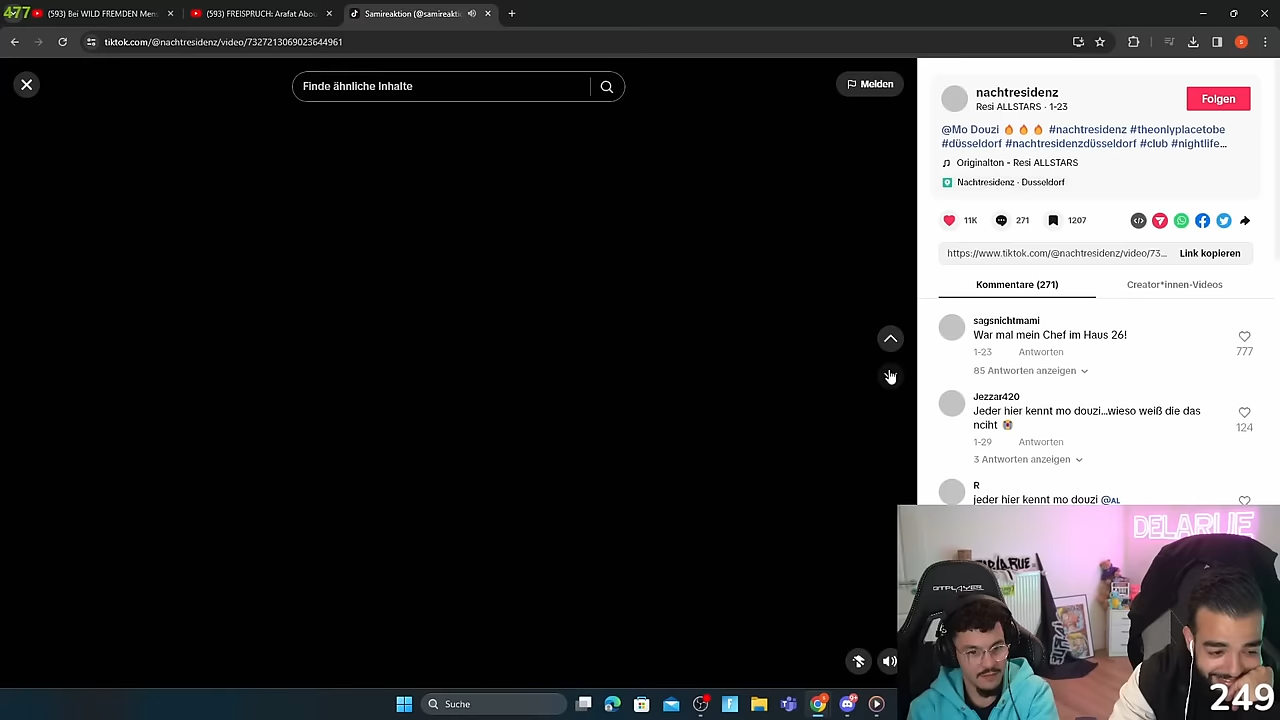 477
(593) Bei WILD FREMDEN Men
(593) FREISPRUCH: Arafat Abou
Samireaktion (@samireakti
tiktok.com/@nachtresidenz/video/7327213069023644961
Finde ähnliche Inhalte
Melden
nachtresidenz
Resi ALLSTARS · 1-23
Folgen
@Mo Douzi 🔥 🔥 🔥 #nachtresidenz #theonlyplacetobe
#düsseldorf #nachtresidenzdüsseldorf #club #nightlife...
Originalton - Resi ALLSTARS
Nachtresidenz · Dusseldorf
11K
271
1207
https://www.tiktok.com/@nachtresidenz/video/73...
Link kopieren
Kommentare (271)
Creator*innen-Videos
sagsnichtmami
War mal mein Chef im Haus 26!
1-23 Antworten
777
85 Antworten anzeigen
Jezzar420
Jeder hier kennt mo douzi...wieso weiß die das
nciht
1-29 Antworten
124
3 Antworten anzeigen
R
jeder hier kennt mo douzi @AL
DELARUE
Suche
249